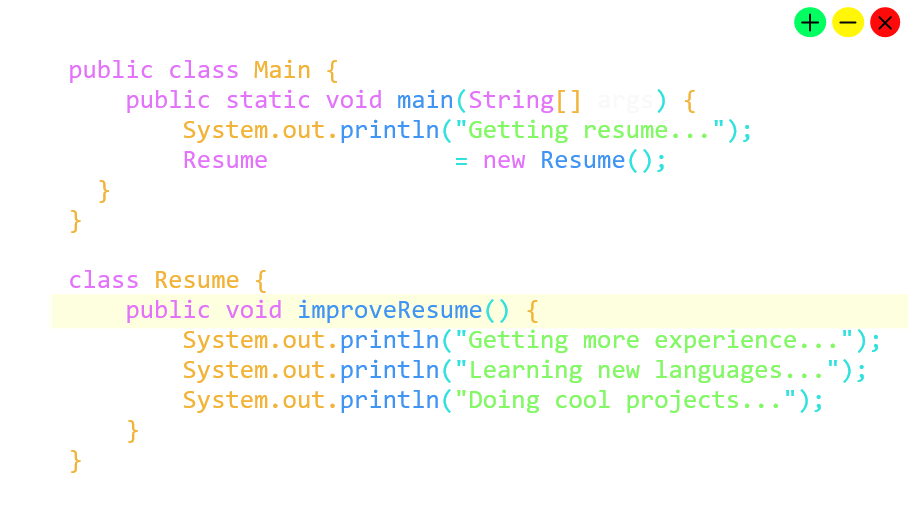 public class Main {
    public static void main(String[] args) {
        System.out.println("Getting resume...");
        Resume             = new Resume();
  }
}

class Resume {
    public void improveResume() {
        System.out.println("Getting more experience...");
        System.out.println("Learning new languages...");
        System.out.println("Doing cool projects...");
    }
}